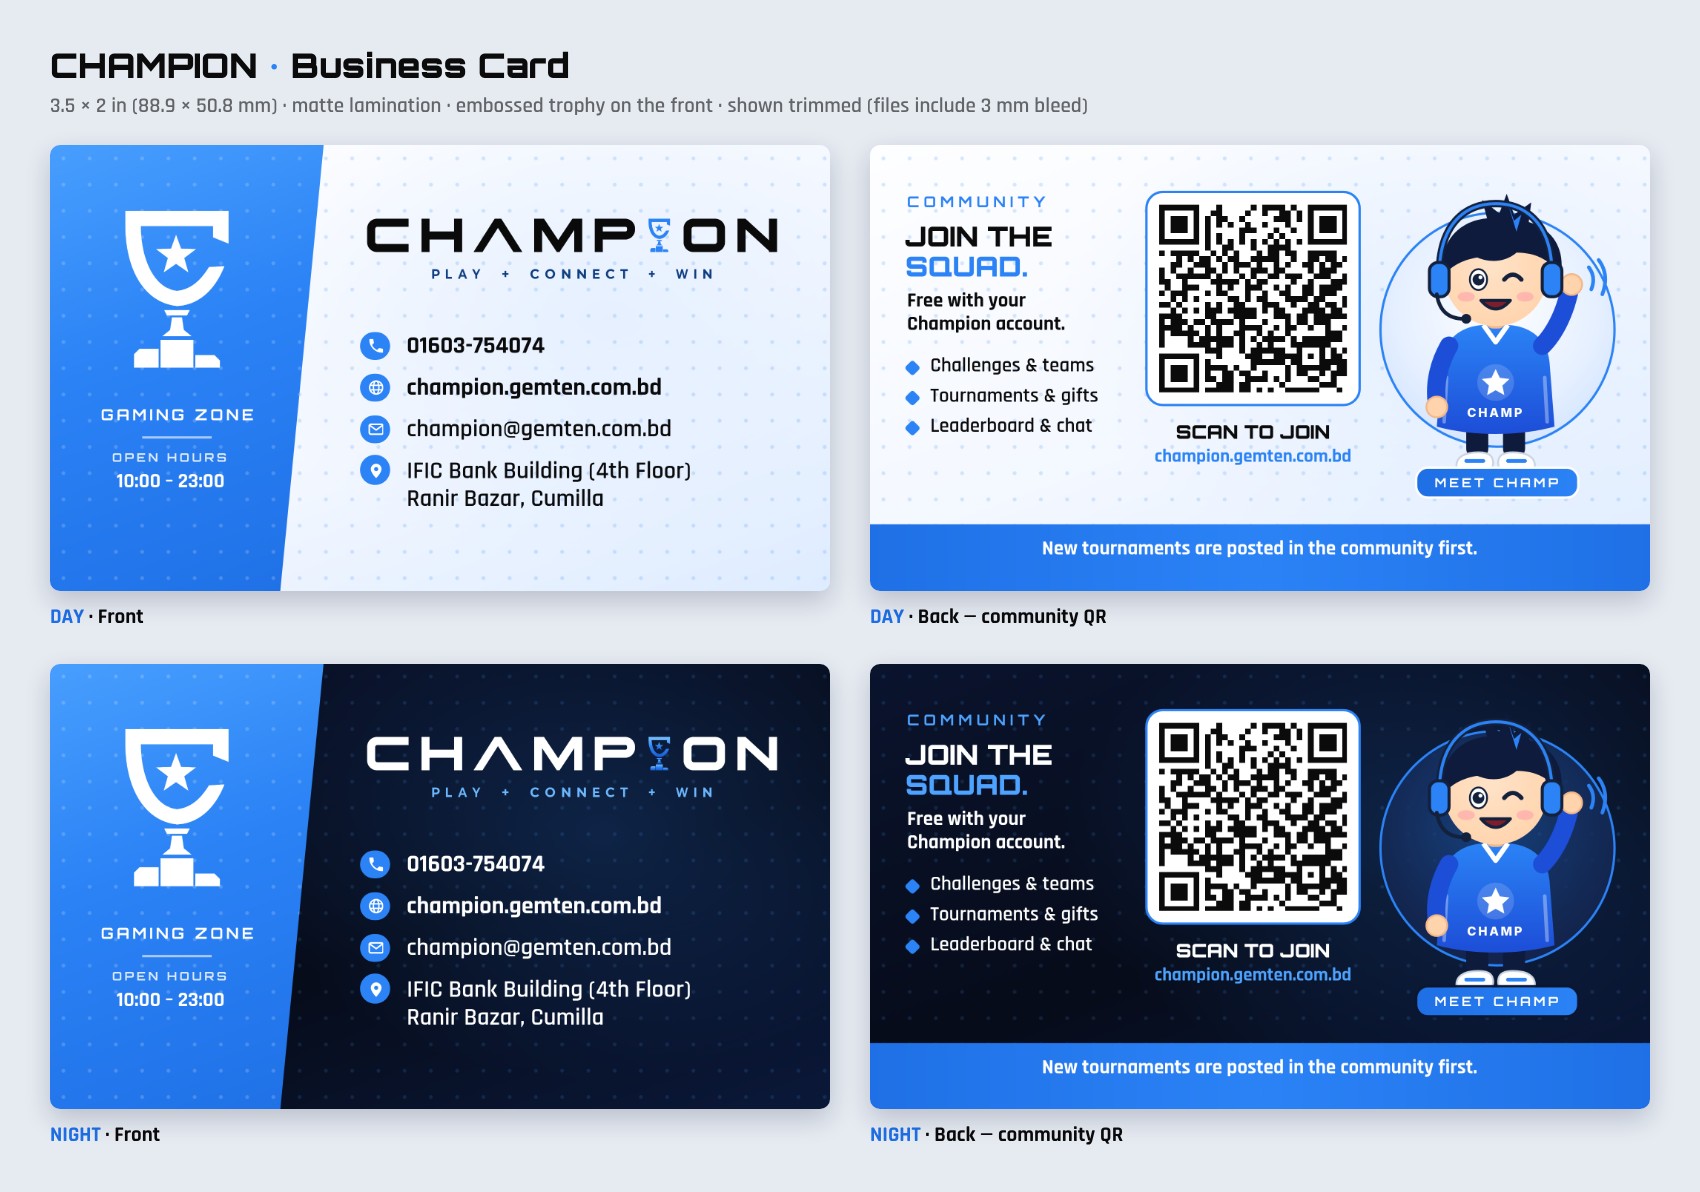 CHAMPION · Business Card
3.5 × 2 in (88.9 × 50.8 mm) · matte lamination · embossed trophy on the front · shown trimmed (files include 3 mm bleed)
GAMING ZONE
OPEN HOURS
10:00 – 23:00
CHAMPION
PLAY + CONNECT + WIN
01603-754074
champion.gemten.com.bd
champion@gemten.com.bd
IFIC Bank Building (4th Floor)
Ranir Bazar, Cumilla
DAY · Front
COMMUNITY
JOIN THE
SQUAD.
Free with your
Champion account.
Challenges & teams
Tournaments & gifts
Leaderboard & chat
SCAN TO JOIN
champion.gemten.com.bd
CHAMP
MEET CHAMP
New tournaments are posted in the community first.
DAY · Back — community QR
GAMING ZONE
OPEN HOURS
10:00 – 23:00
CHAMPION
PLAY + CONNECT + WIN
01603-754074
champion.gemten.com.bd
champion@gemten.com.bd
IFIC Bank Building (4th Floor)
Ranir Bazar, Cumilla
NIGHT · Front
COMMUNITY
JOIN THE
SQUAD.
Free with your
Champion account.
Challenges & teams
Tournaments & gifts
Leaderboard & chat
SCAN TO JOIN
champion.gemten.com.bd
CHAMP
MEET CHAMP
New tournaments are posted in the community first.
NIGHT · Back — community QR